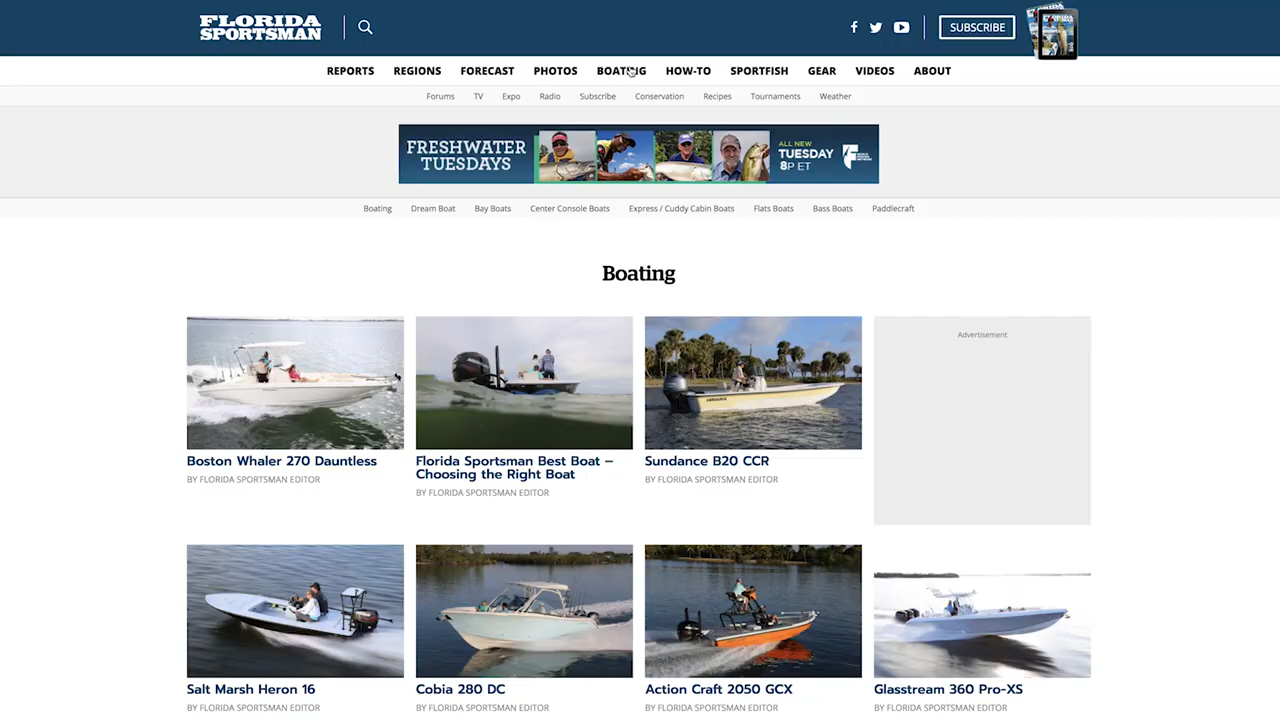 FLORIDA
SPORTSMAN
SUBSCRIBE
REPORTS REGIONS FORECAST PHOTOS BOATING HOW-TO SPORTFISH GEAR VIDEOS ABOUT
Forums TV Expo Radio Subscribe Conservation Recipes Tournaments Weather
FRESHWATER
TUESDAYS
ALL NEW
TUESDAY
8P ET
Boating Dream Boat Bay Boats Center Console Boats Express / Cuddy Cabin Boats Flats Boats Bass Boats Paddlecraft
Boating
Advertisement
Boston Whaler 270 Dauntless
BY FLORIDA SPORTSMAN EDITOR
Florida Sportsman Best Boat –
Choosing the Right Boat
BY FLORIDA SPORTSMAN EDITOR
Sundance B20 CCR
BY FLORIDA SPORTSMAN EDITOR
Salt Marsh Heron 16
BY FLORIDA SPORTSMAN EDITOR
Cobia 280 DC
BY FLORIDA SPORTSMAN EDITOR
Action Craft 2050 GCX
BY FLORIDA SPORTSMAN EDITOR
Glasstream 360 Pro-XS
BY FLORIDA SPORTSMAN EDITOR